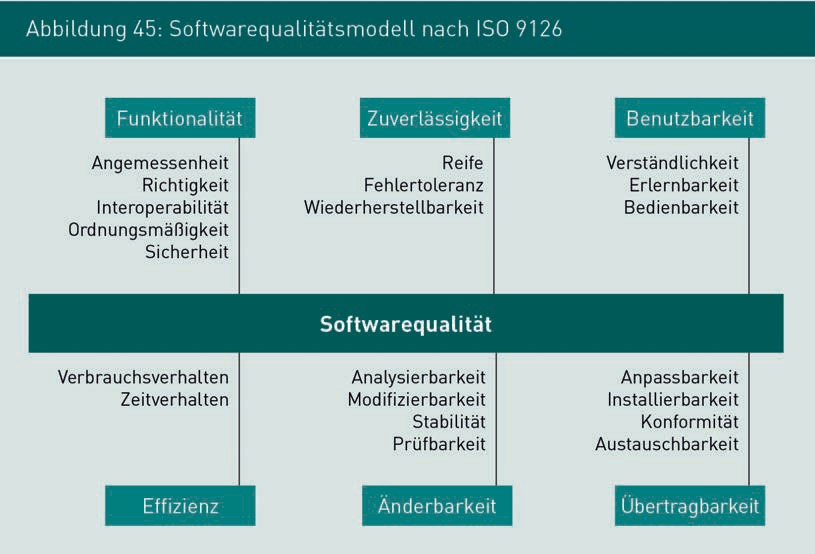 Abbildung 45: Softwarequalitätsmodell nach ISO 9126
Funktionalität
Angemessenheit
Richtigkeit
Interoperabilität
Ordnungsmäßigkeit
Sicherheit
Zuverlässigkeit
Reife
Fehlertoleranz
Wiederherstellbarkeit
Benutzbarkeit
Verständlichkeit
Erlernbarkeit
Bedienbarkeit
Softwarequalität
Verbrauchsverhalten
Zeitverhalten
Effizienz
Analysierbarkeit
Modifizierbarkeit
Stabilität
Prüfbarkeit
Änderbarkeit
Anpassbarkeit
Installierbarkeit
Konformität
Austauschbarkeit
Übertragbarkeit